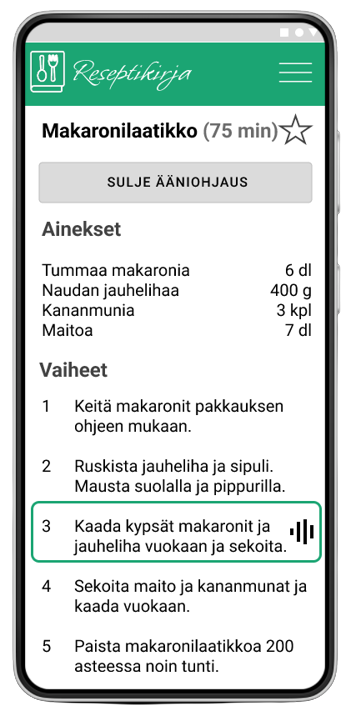 Reseptikirja
Makaronilaatikko (75 min)
SULJE ÄÄNIOHJAUS
Ainekset
Tummaa makaronia 6 dl
Naudan jauhelihaa 400 g
Kananmunia 3 kpl
Maitoa 7 dl
Vaiheet
1 Keitä makaronit pakkauksen
ohjeen mukaan.
2 Ruskista jauheliha ja sipuli.
Mausta suolalla ja pippurilla.
3 Kaada kypsät makaronit ja
jauheliha vuokaan ja sekoita.
4 Sekoita maito ja kananmunat ja
kaada vuokaan.
5 Paista makaronilaatikkoa 200
asteessa noin tunti.